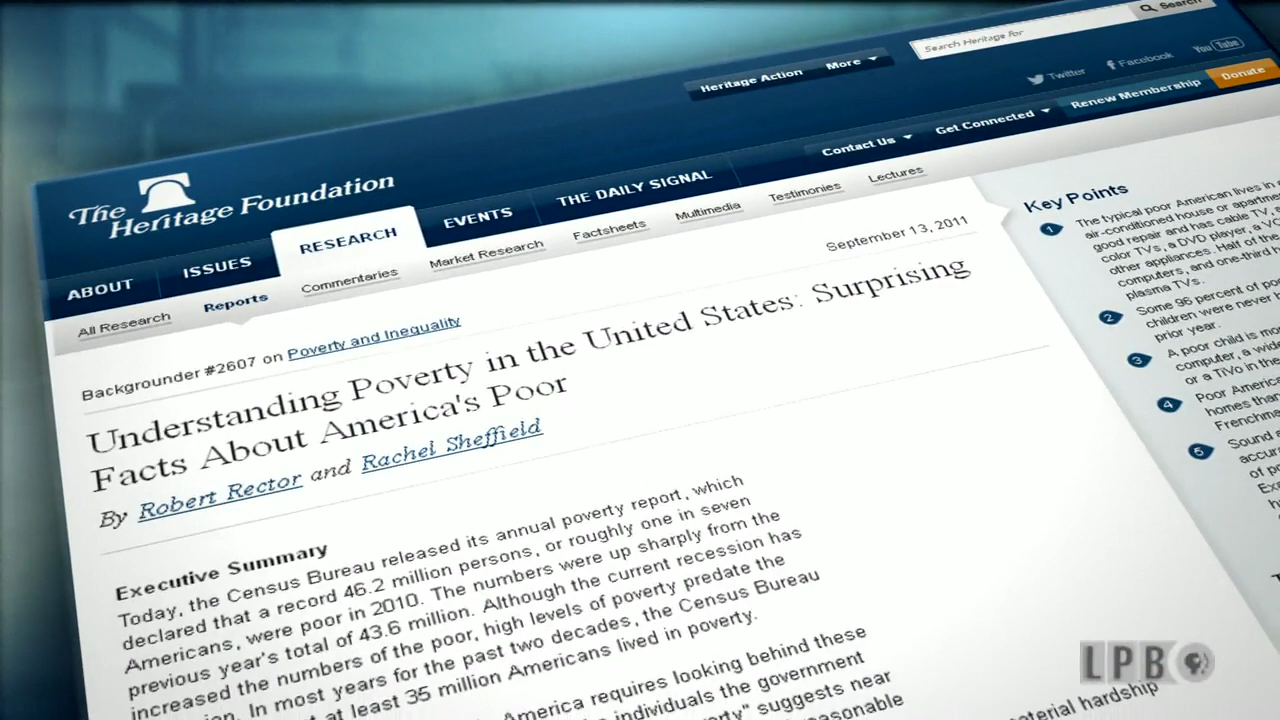 Search
Search Heritage for
Heritage Action More
Twitter Facebook You Tube
Contact Us Get Connected Renew Membership Donate
The Heritage Foundation
ABOUT ISSUES RESEARCH EVENTS THE DAILY SIGNAL
All Research Reports Commentaries Market Research Factsheets Multimedia Testimonies Lectures
September 13, 2011
Backgrounder #2607 on Poverty and Inequality
Understanding Poverty in the United States: Surprising
Facts About America's Poor
By Robert Rector and Rachel Sheffield
Executive Summary
Today, the Census Bureau released its annual poverty report, which
declared that a record 46.2 million persons, or roughly one in seven
Americans, were poor in 2010. The numbers were up sharply from the
previous year's total of 43.6 million. Although the current recession has
increased the numbers of the poor, high levels of poverty predate the
In most years for the past two decades, the Census Bureau
at least 35 million Americans lived in poverty.
America requires looking behind these
individuals the government
suggests near
material hardship
Key Points
1 The typical poor American lives in
air-conditioned house or
good repair and has cable TV,
color TVs, a DVD player, a
other appliances. Half of the
computers, and one-third
plasma TVs.
2 Some 96 percent of
children were never
prior year.
3 A poor child is
computer, a
or a TiVo in the
4 Poor
homes than
5 Sound
of
LPB